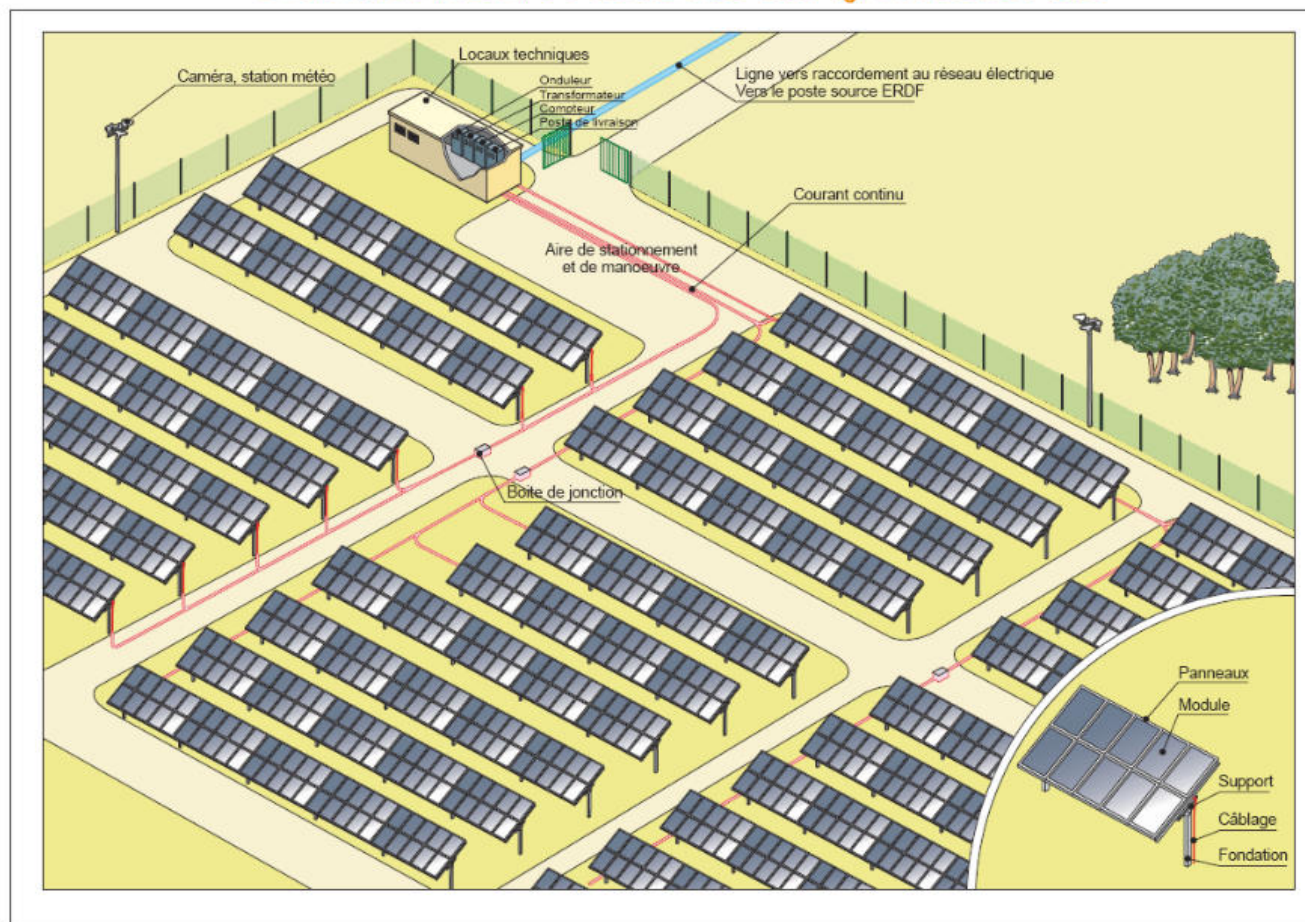 Locaux techniques
Caméra, station météo
Onduleur
Transformateur
Compteur
Poste de livraison
Ligne vers raccordement au réseau électrique
Vers le poste source ERDF
Courant continu
Aire de stationnement
et de manoeuvre
Boite de jonction
Panneaux
Module
Support
Câblage
Fondation